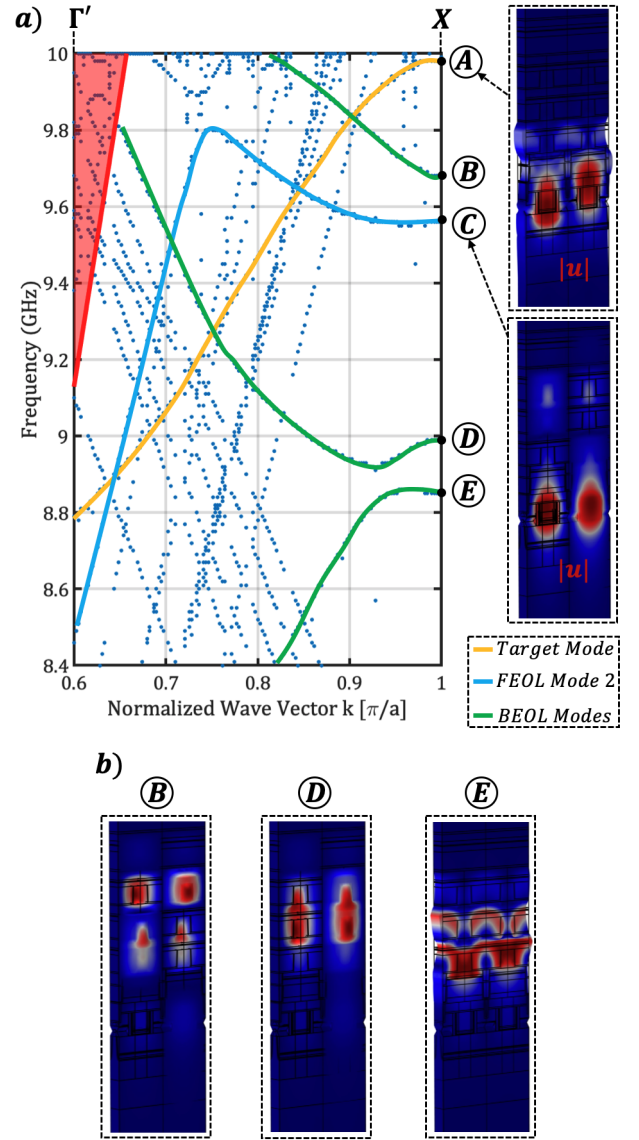 a)
Γ′
X
10
9.8
9.6
9.4
9.2
9
8.8
8.6
8.4
Frequency (GHz)
0.6
0.7
0.8
0.9
1
Normalized Wave Vector k [π/a]
A
B
C
D
E
|u|
|u|
Target Mode
FEOL Mode 2
BEOL Modes
b)
B
D
E